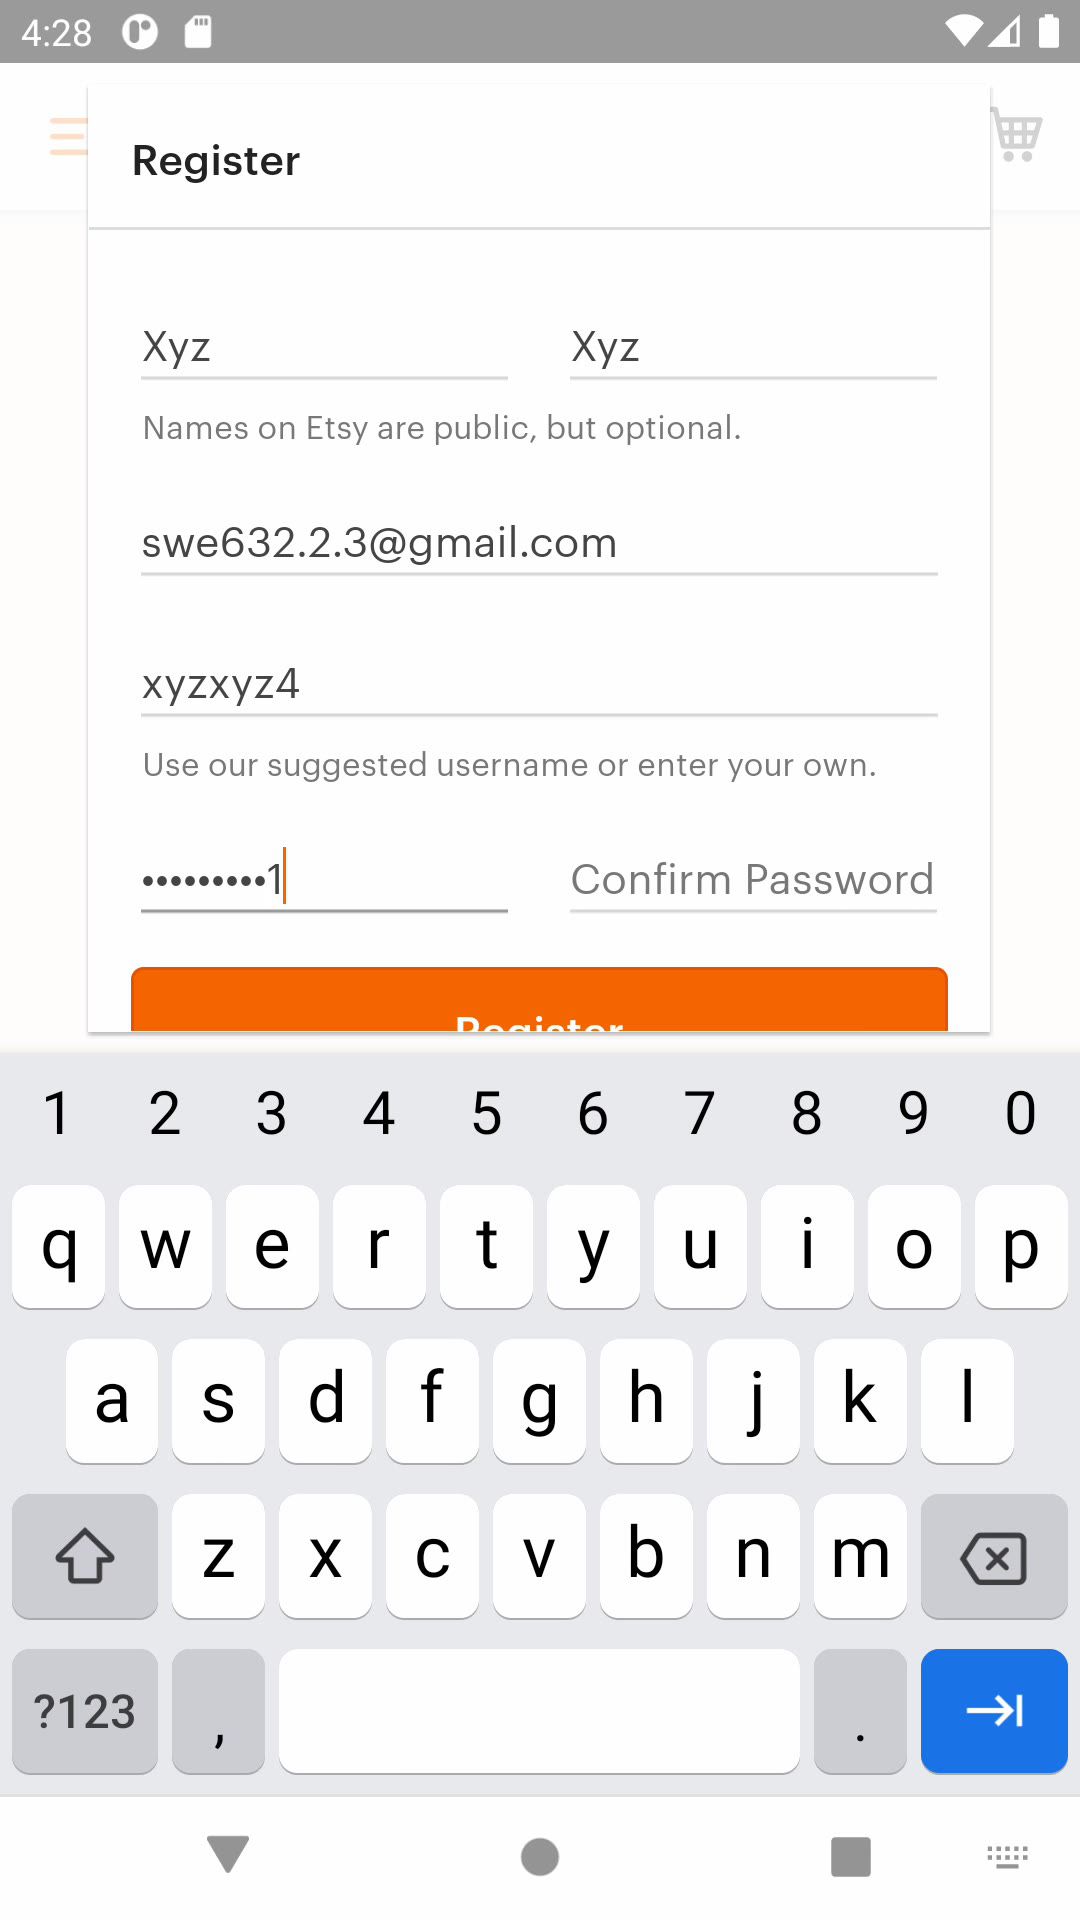 4:28
Register
Xyz Xyz
Names on Etsy are public, but optional.
swe632.2.3@gmail.com
xyzxyz4
Use our suggested username or enter your own.
•••••••••1 Confirm Password
Register
1 2 3 4 5 6 7 8 9 0
q w e r t y u i o p
a s d f g h j k l
z x c v b n m
?123 , .